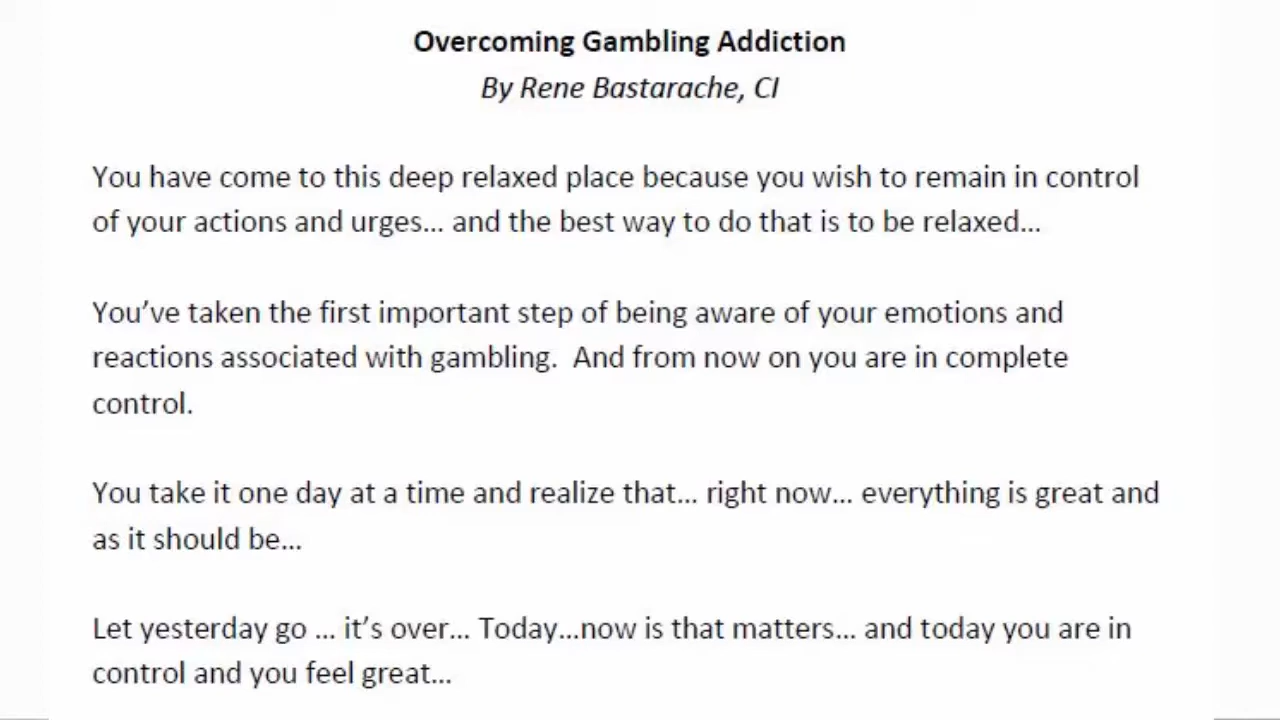 Overcoming Gambling Addiction
By Rene Bastarache, CI
You have come to this deep relaxed place because you wish to remain in control
of your actions and urges... and the best way to do that is to be relaxed...
You've taken the first important step of being aware of your emotions and
reactions associated with gambling.  And from now on you are in complete
control.
You take it one day at a time and realize that... right now... everything is great and
as it should be...
Let yesterday go ... it's over... Today...now is that matters... and today you are in
control and you feel great...